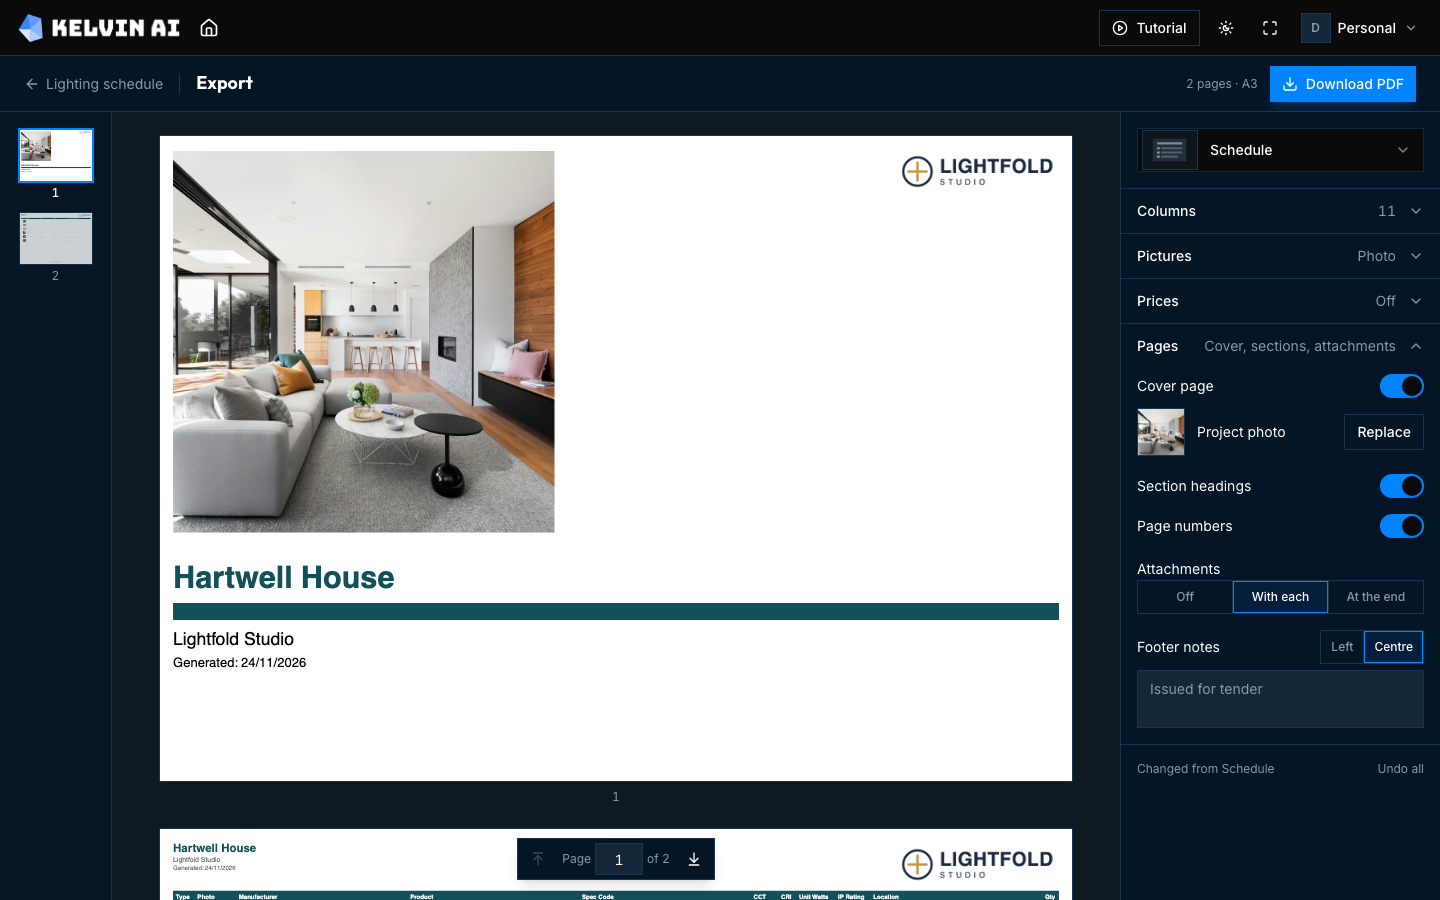 KELVIN AI
Tutorial
D
Personal
Lighting schedule
Export
2 pages · A3
Download PDF
1
2
LIGHTFOLD
STUDIO
Hartwell House
Lightfold Studio
Generated: 24/11/2026
1
Hartwell House
Lightfold Studio
Generated: 24/11/2026
LIGHTFOLD
STUDIO
Type Photo Manufacturer Product Spec Code CCT CRI Unit Watts IP Rating Location Qty
Page 1 of 2
Schedule
Columns 11
Pictures Photo
Prices Off
Pages Cover, sections, attachments
Cover page
Project photo Replace
Section headings
Page numbers
Attachments
Off With each At the end
Footer notes Left Centre
Issued for tender
Changed from Schedule Undo all